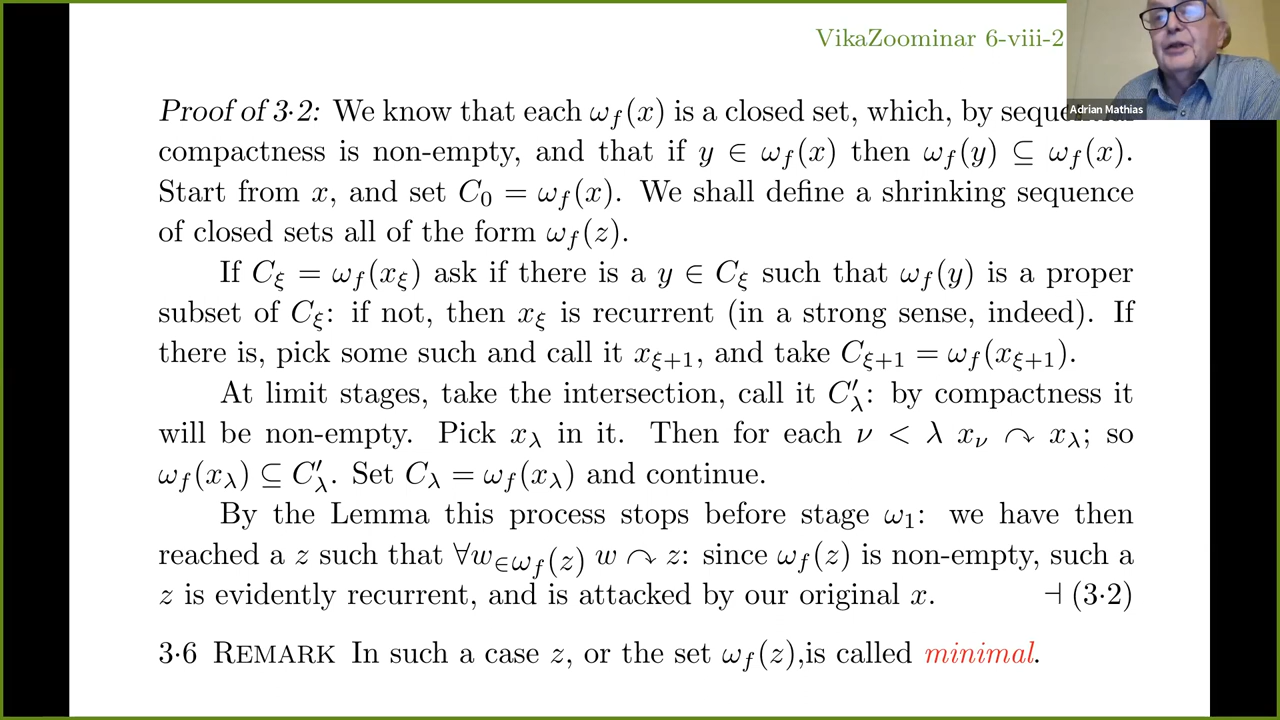 VikaZoominar 6-viii-2
Adrian Mathias
Proof of 3·2: We know that each ω_f(x) is a closed set, which, by
compactness is non-empty, and that if y ∈ ω_f(x) then ω_f(y) ⊆ ω_f(x).
Start from x, and set C₀ = ω_f(x). We shall define a shrinking sequence
of closed sets all of the form ω_f(z).
If C_ξ = ω_f(x_ξ) ask if there is a y ∈ C_ξ such that ω_f(y) is a proper
subset of C_ξ: if not, then x_ξ is recurrent (in a strong sense, indeed). If
there is, pick some such and call it x_{ξ+1}, and take C_{ξ+1} = ω_f(x_{ξ+1}).
At limit stages, take the intersection, call it C′_λ: by compactness it
will be non-empty. Pick x_λ in it. Then for each ν < λ x_ν ↷ x_λ; so
ω_f(x_λ) ⊆ C′_λ. Set C_λ = ω_f(x_λ) and continue.
By the Lemma this process stops before stage ω₁: we have then
reached a z such that ∀w_{∈ω_f(z)} w ↷ z: since ω_f(z) is non-empty, such a
z is evidently recurrent, and is attacked by our original x. ⊣ (3·2)
3·6 REMARK In such a case z, or the set ω_f(z),is called minimal.